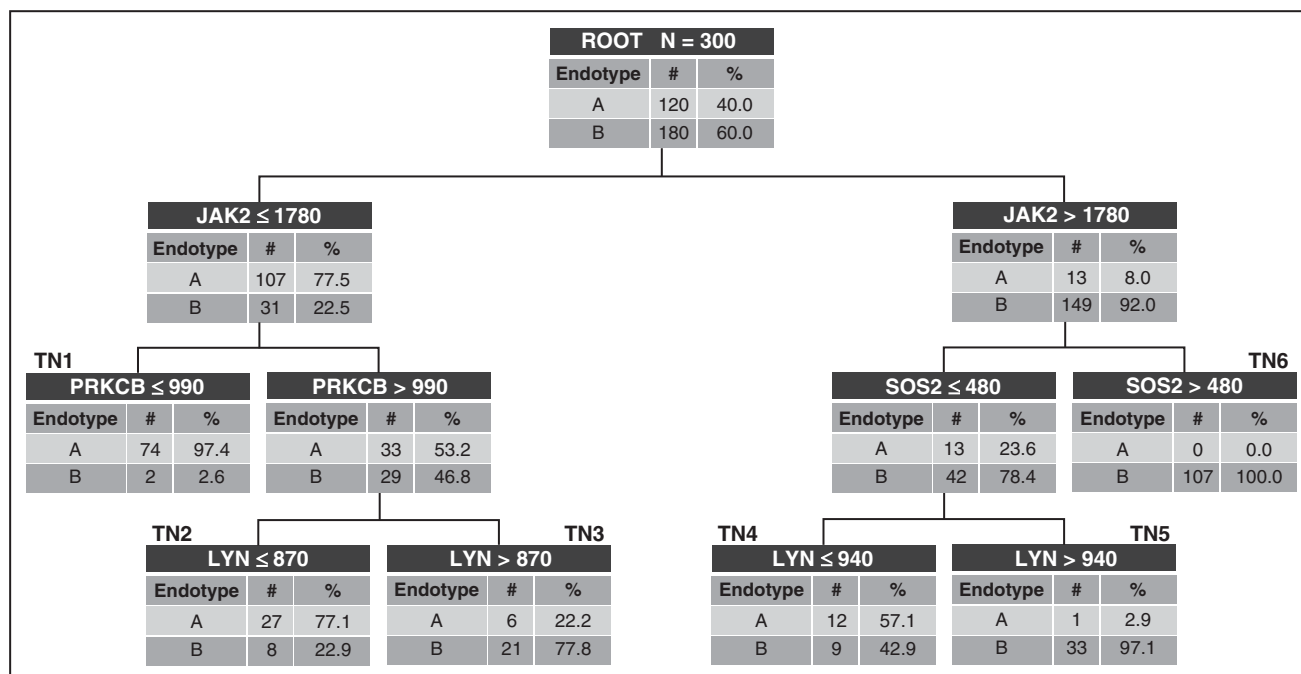 ROOT N = 300
Endotype # %
A 120 40.0
B 180 60.0
JAK2 ≤ 1780
Endotype # %
A 107 77.5
B 31 22.5
JAK2 > 1780
Endotype # %
A 13 8.0
B 149 92.0
TN1
PRKCB ≤ 990
Endotype # %
A 74 97.4
B 2 2.6
PRKCB > 990
Endotype # %
A 33 53.2
B 29 46.8
SOS2 ≤ 480
Endotype # %
A 13 23.6
B 42 78.4
TN6
SOS2 > 480
Endotype # %
A 0 0.0
B 107 100.0
TN2
LYN ≤ 870
Endotype # %
A 27 77.1
B 8 22.9
TN3
LYN > 870
Endotype # %
A 6 22.2
B 21 77.8
TN4
LYN ≤ 940
Endotype # %
A 12 57.1
B 9 42.9
TN5
LYN > 940
Endotype # %
A 1 2.9
B 33 97.1